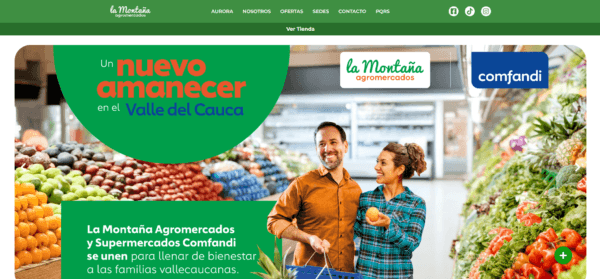 la Montaña
agromercados
AURORA NOSOTROS OFERTAS SEDES CONTACTO PQRS
Ver Tienda
Un nuevo
amanecer
en el Valle del Cauca
la Montaña
agromercados
comfandi
La Montaña Agromercados
y Supermercados Comfandi
se unen para llenar de bienestar
a las familias vallecaucanas.